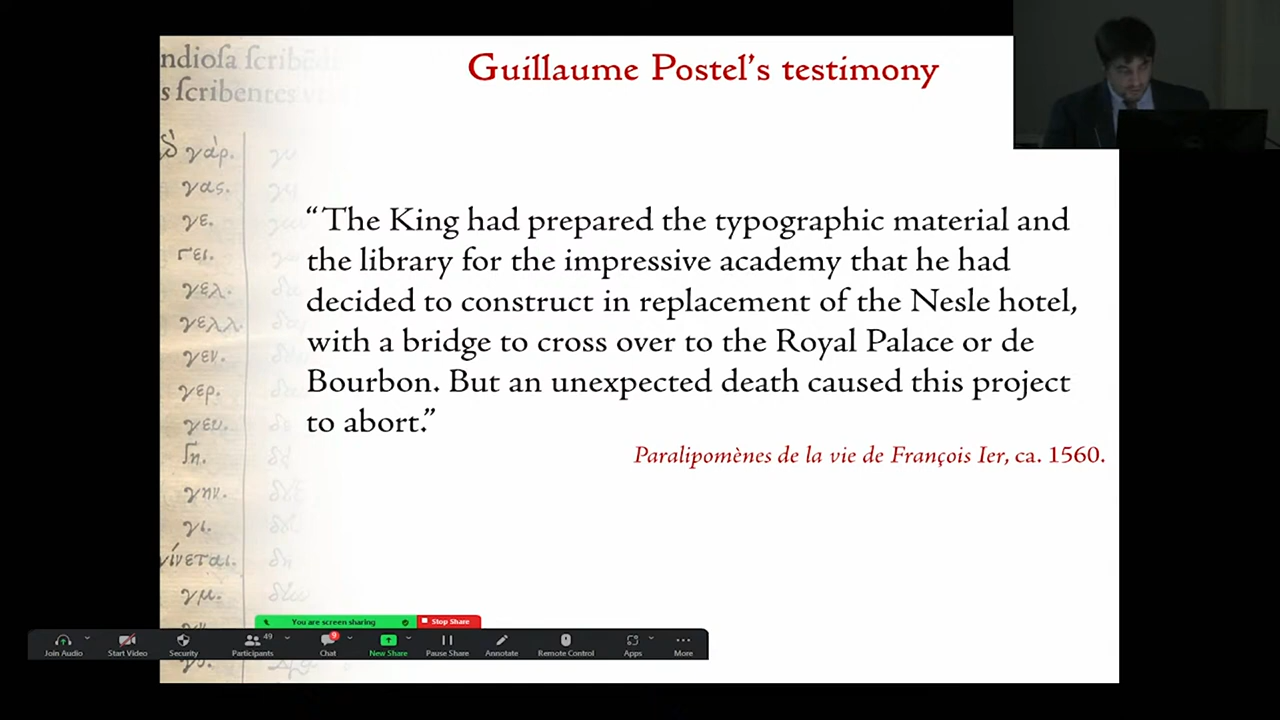 Guillaume Postel's testimony
“The King had prepared the typographic material and
the library for the impressive academy that he had
decided to construct in replacement of the Nesle hotel,
with a bridge to cross over to the Royal Palace or de
Bourbon. But an unexpected death caused this project
to abort.”
Paralipomènes de la vie de François Ier, ca. 1560.
ndioſa ſcribẽd
s ſcribentes
γάρ.
γας.
γε.
γει.
γελ.
γελλ.
γεν.
γερ.
γευ.
γη.
γην.
γι.
γίνεται.
γμ.
You are screen sharing
Stop Share
Join Audio
Start Video
Security
Participants
49
Chat
9
New Share
Pause Share
Annotate
Remote Control
Apps
More